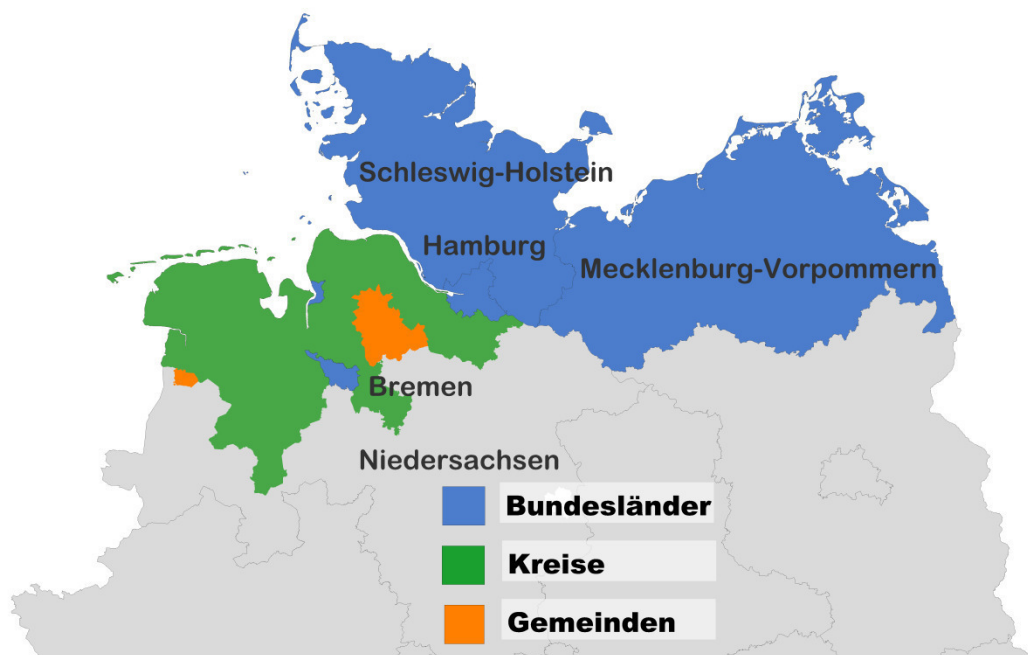 Schleswig-Holstein
Hamburg
Mecklenburg-Vorpommern
Bremen
Niedersachsen
Bundesländer
Kreise
Gemeinden